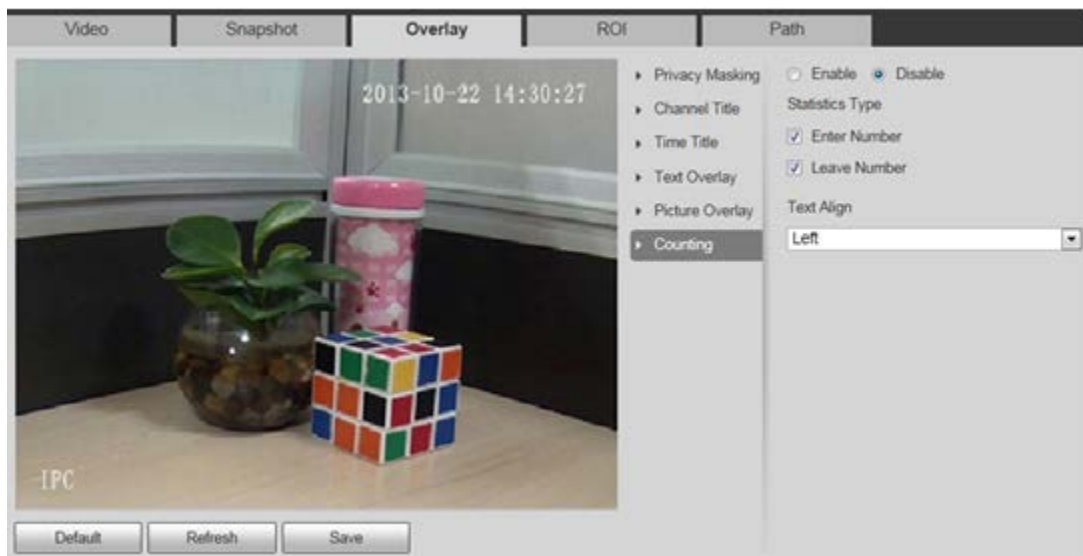 Video
Snapshot
Overlay
ROI
Path
2013-10-22 14:30:27
IPC
Privacy Masking
Channel Title
Time Title
Text Overlay
Picture Overlay
Counting
Enable
Disable
Statistics Type
Enter Number
Leave Number
Text Align
Left
Default
Refresh
Save